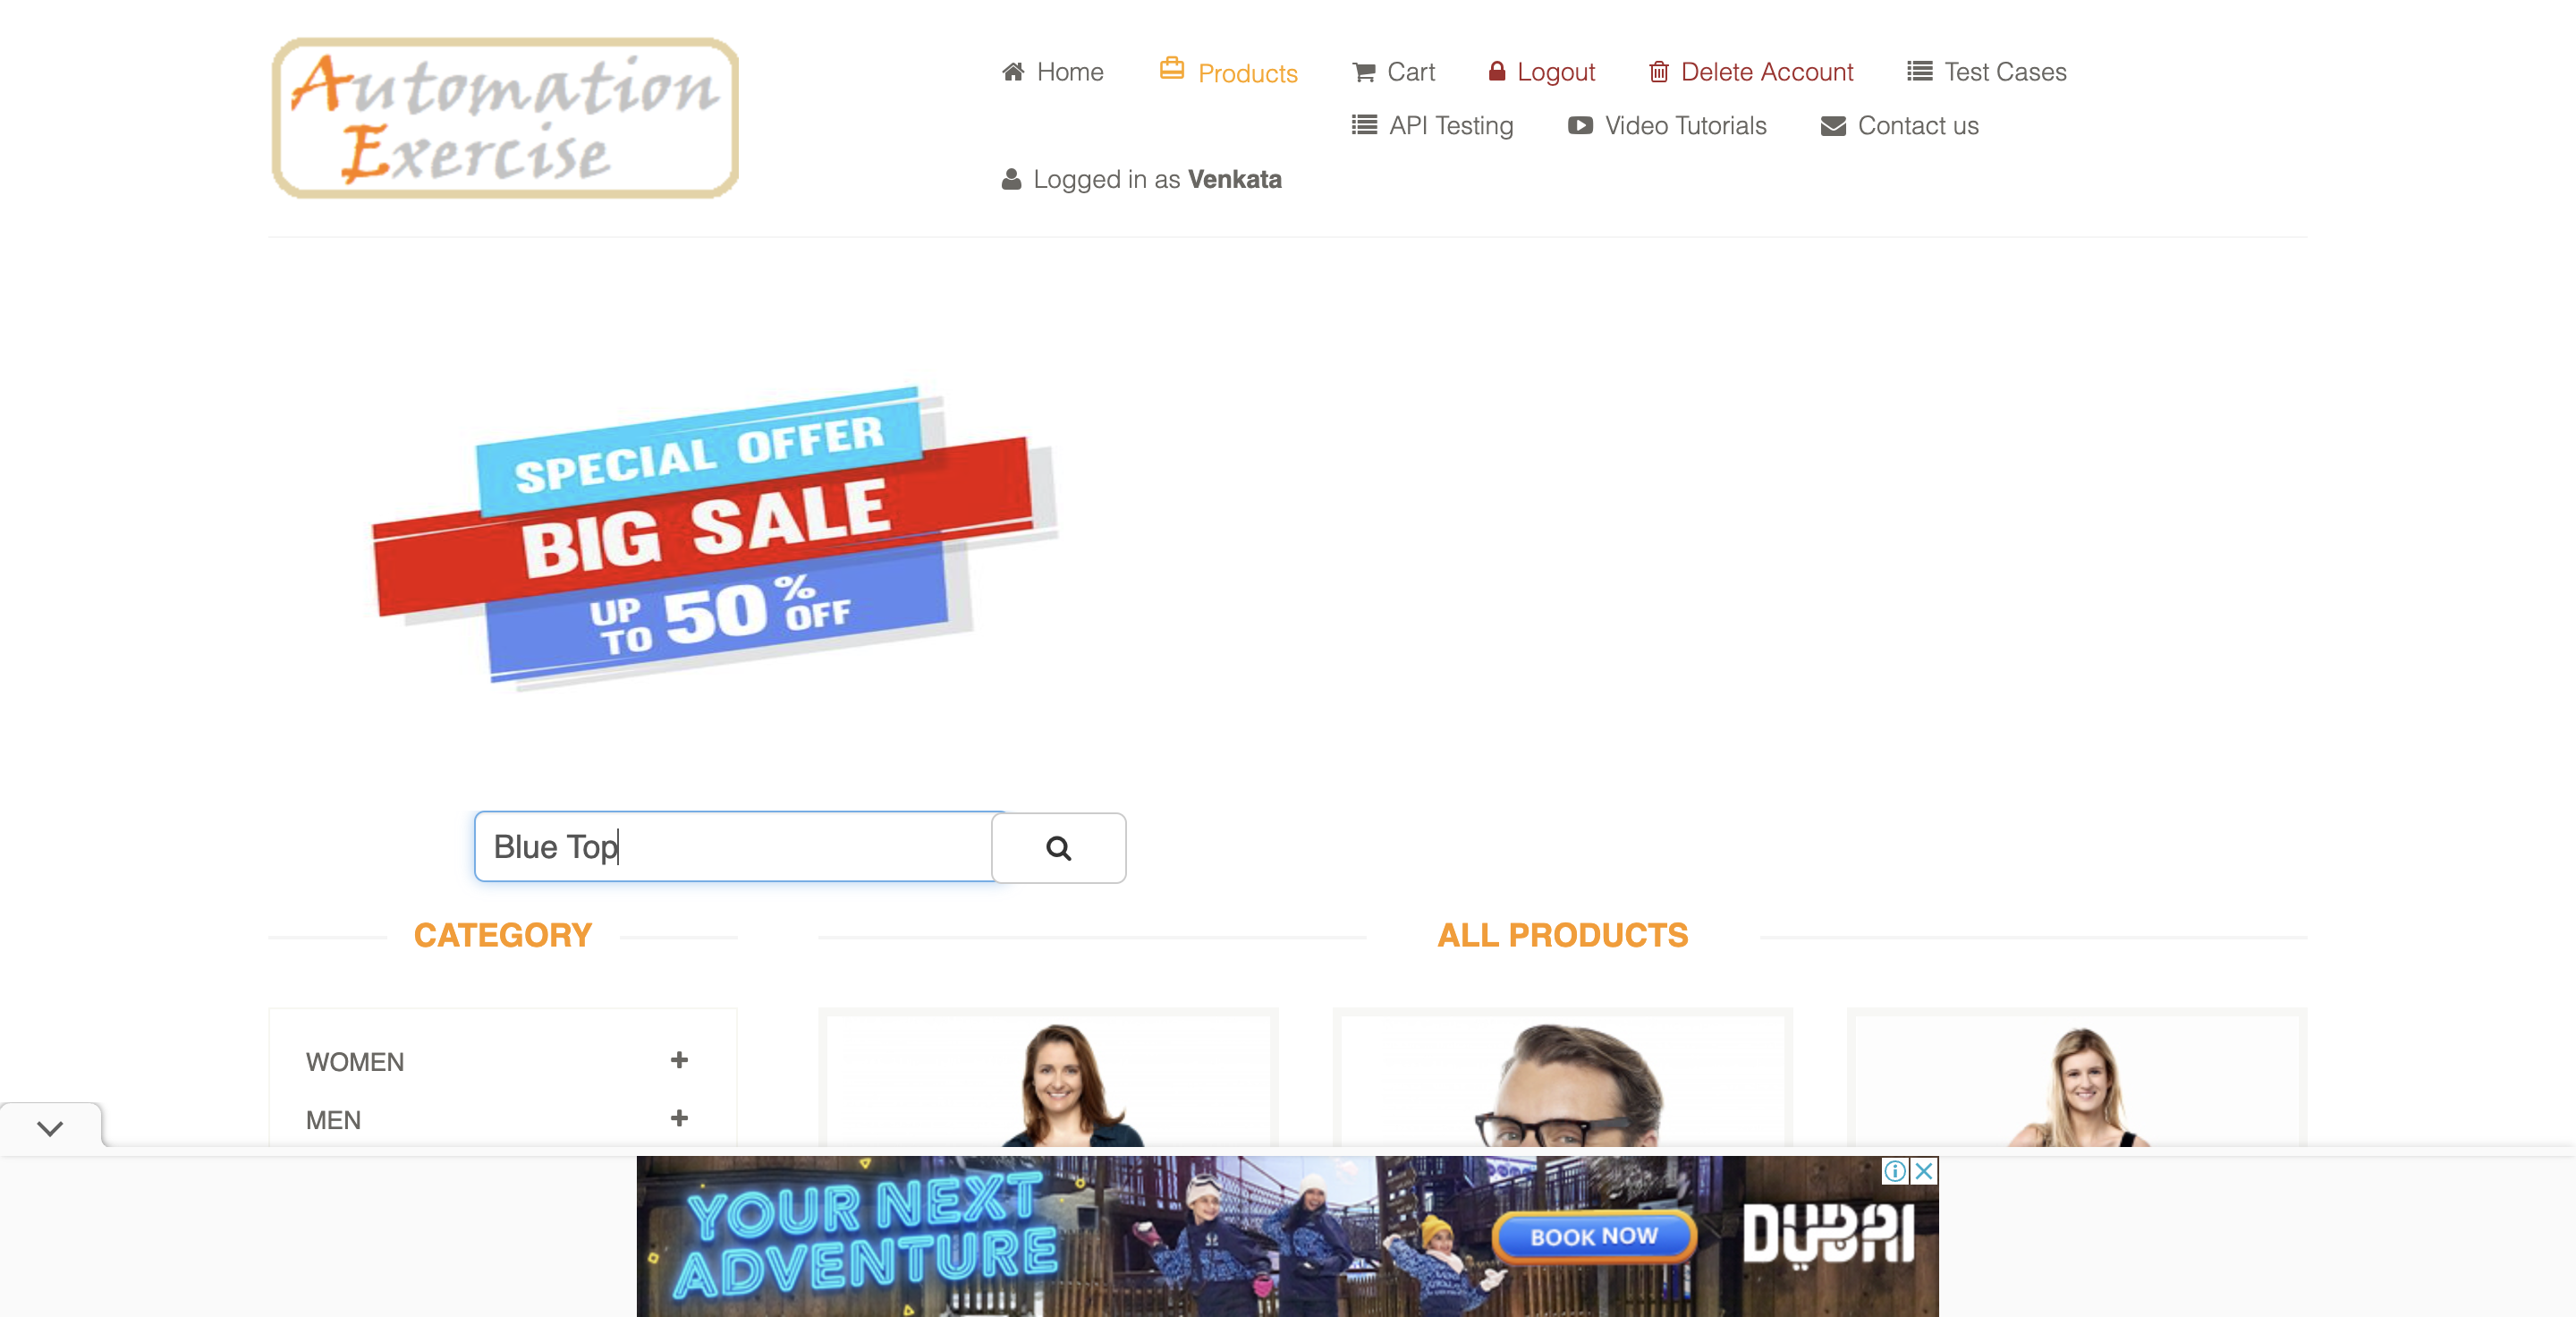 Automation
Exercise
Home Products Cart Logout Delete Account Test Cases
API Testing Video Tutorials Contact us
Logged in as Venkata
SPECIAL OFFER
BIG SALE
UP TO 50% OFF
Blue Top
CATEGORY
ALL PRODUCTS
WOMEN
MEN
YOUR NEXT
ADVENTURE
BOOK NOW
DUBAI